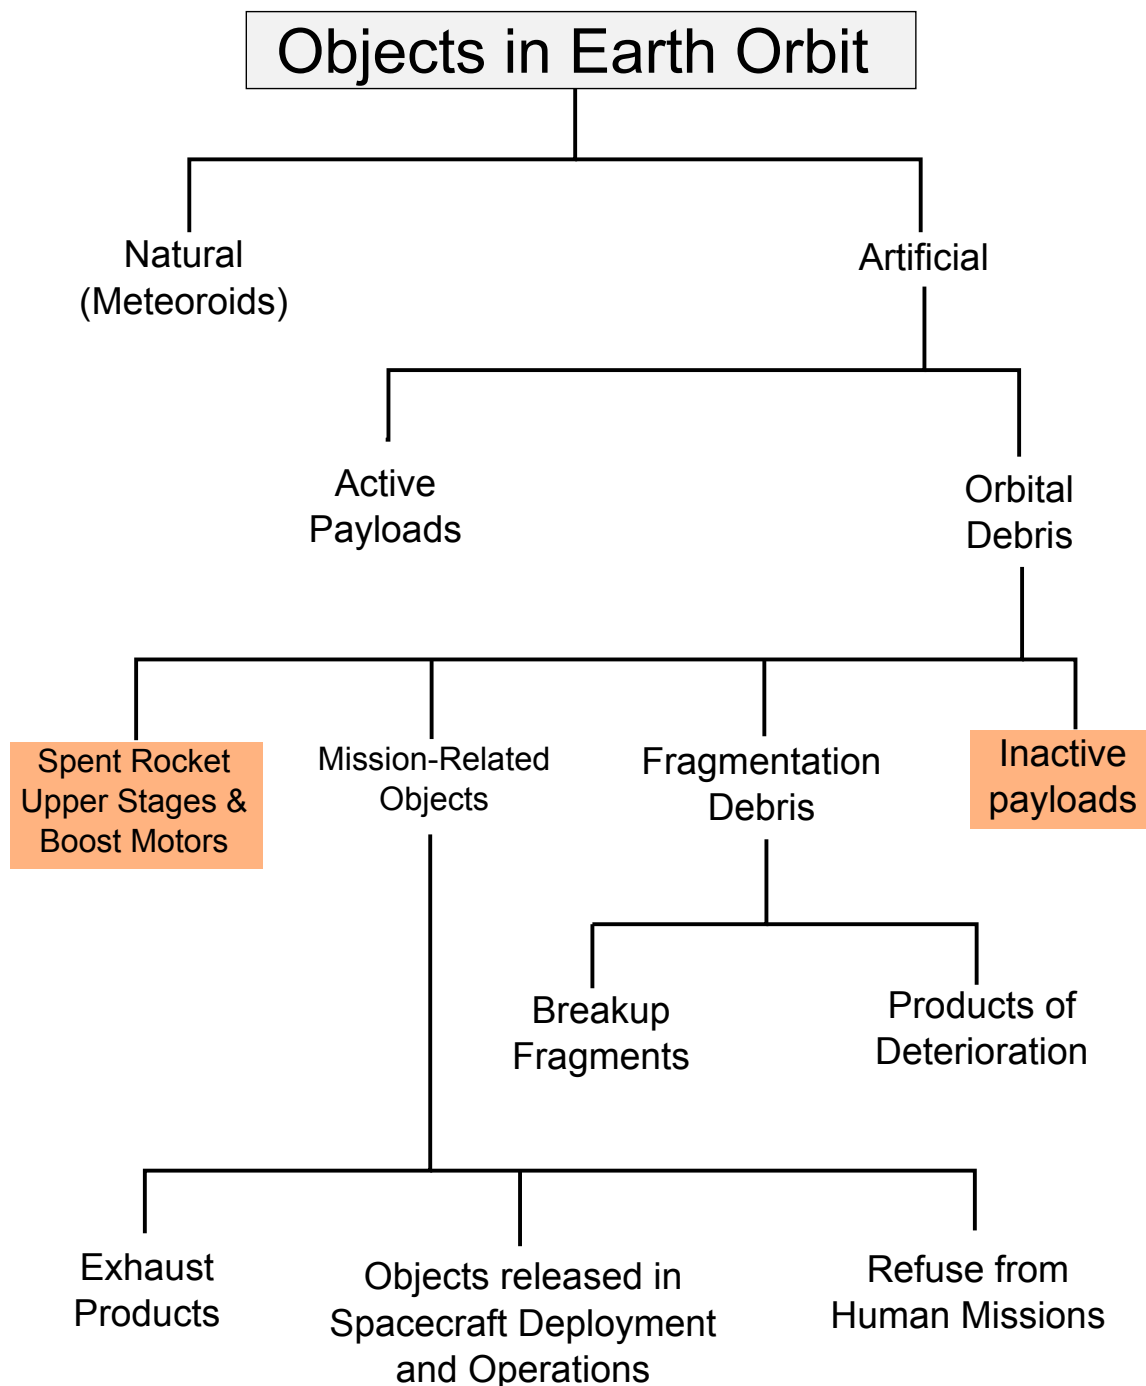 Objects in Earth Orbit
Natural
(Meteoroids)
Artificial
Active
Payloads
Orbital
Debris
Spent Rocket
Upper Stages &
Boost Motors
Mission-Related
Objects
Fragmentation
Debris
Inactive
payloads
Breakup
Fragments
Products of
Deterioration
Exhaust
Products
Objects released in
Spacecraft Deployment
and Operations
Refuse from
Human Missions